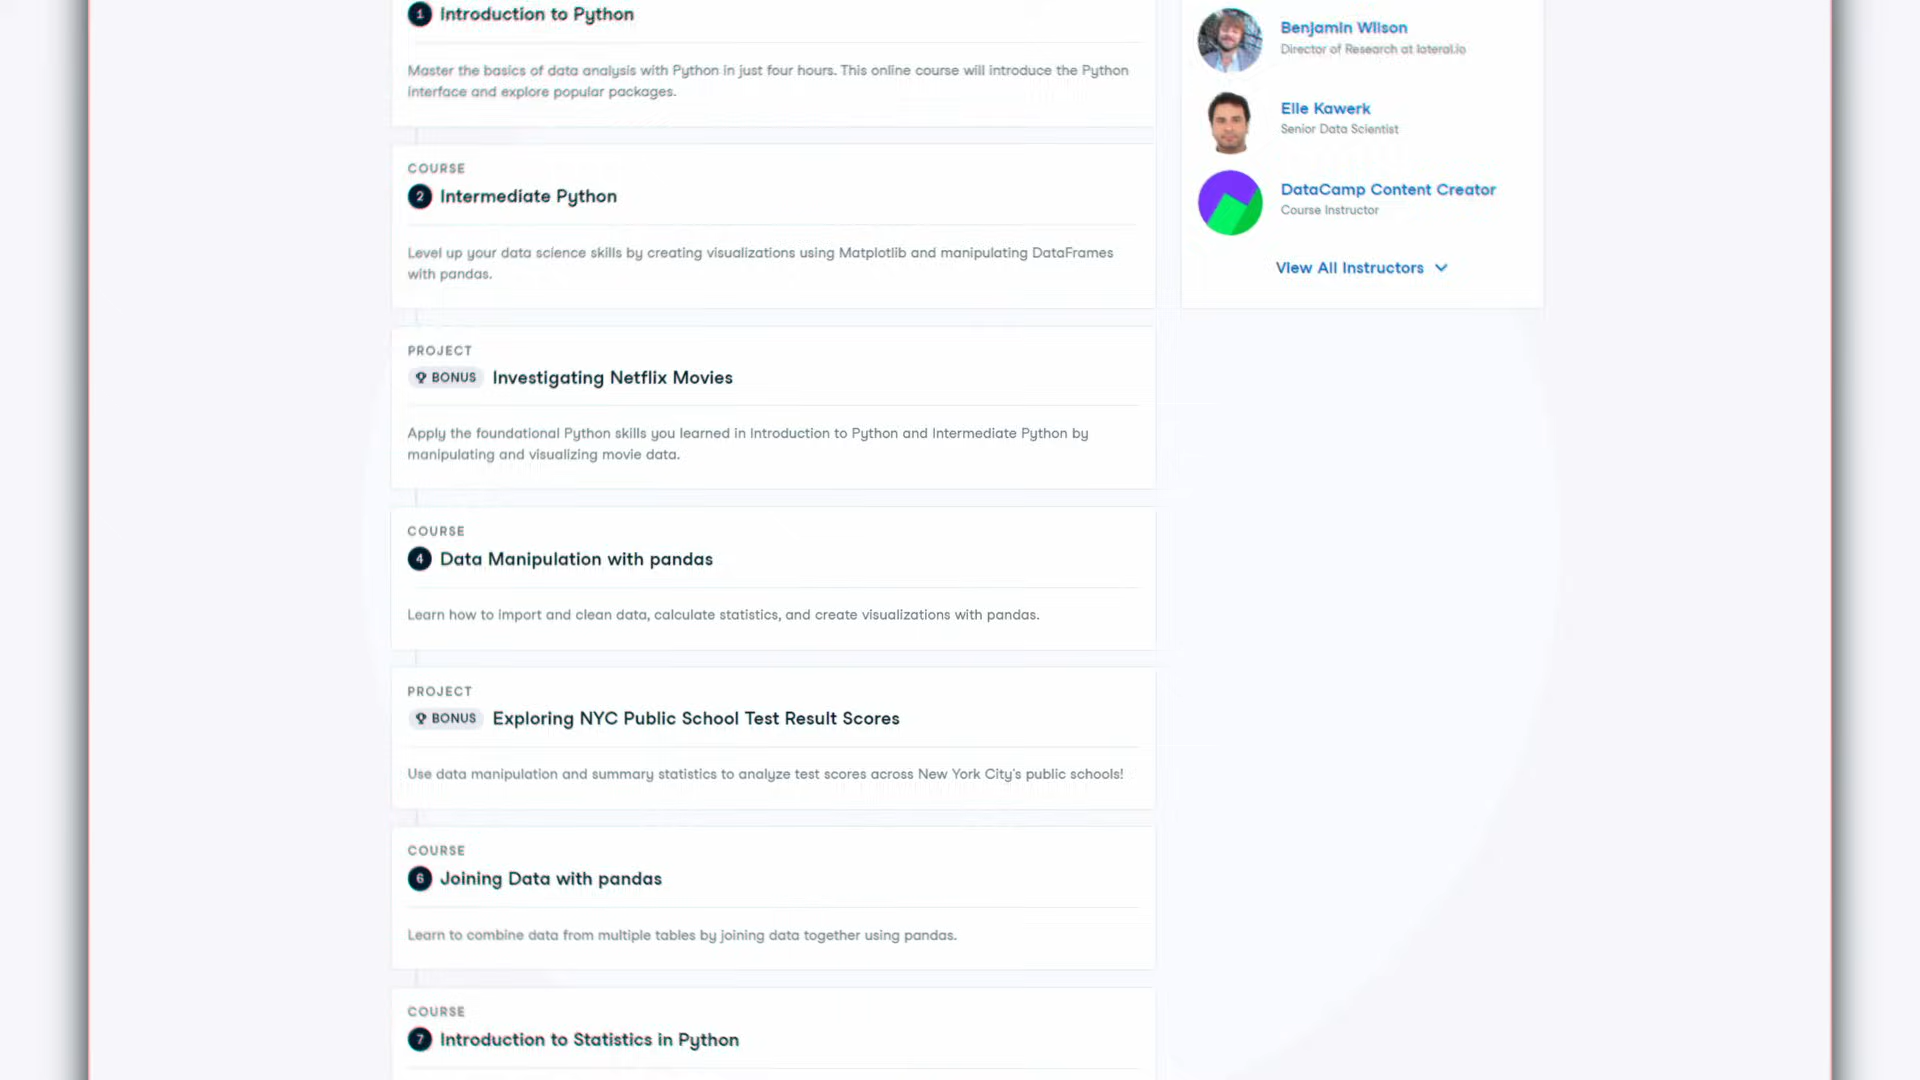 1 Introduction to Python
Master the basics of data analysis with Python in just four hours. This online course will introduce the Python
interface and explore popular packages.
COURSE
2 Intermediate Python
Level up your data science skills by creating visualizations using Matplotlib and manipulating DataFrames
with pandas.
PROJECT
BONUS Investigating Netflix Movies
Apply the foundational Python skills you learned in Introduction to Python and Intermediate Python by
manipulating and visualizing movie data.
COURSE
4 Data Manipulation with pandas
Learn how to import and clean data, calculate statistics, and create visualizations with pandas.
PROJECT
BONUS Exploring NYC Public School Test Result Scores
Use data manipulation and summary statistics to analyze test scores across New York City's public schools!
COURSE
6 Joining Data with pandas
Learn to combine data from multiple tables by joining data together using pandas.
COURSE
7 Introduction to Statistics in Python
Benjamin Wilson
Director of Research at lateral.io
Elle Kawerk
Senior Data Scientist
DataCamp Content Creator
Course Instructor
View All Instructors